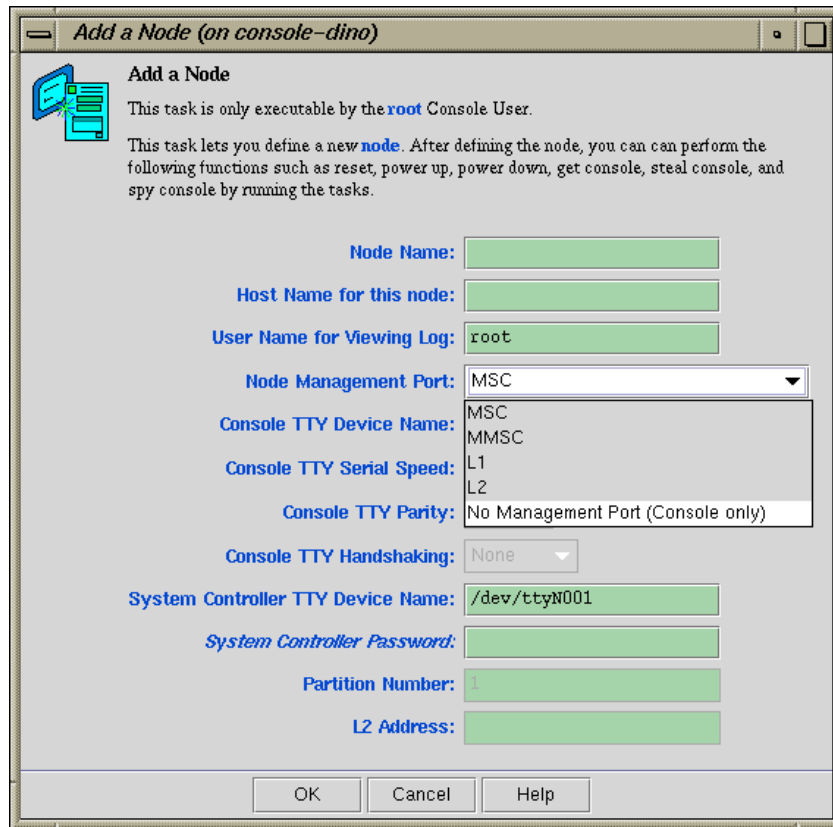 Add a Node (on console-dino)
Add a Node
This task is only executable by the root Console User.
This task lets you define a new node. After defining the node, you can can perform the
following functions such as reset, power up, power down, get console, steal console, and
spy console by running the tasks.
Node Name:
Host Name for this node:
User Name for Viewing Log: root
Node Management Port: MSC
MSC
Console TTY Device Name:
MMSC
Console TTY Serial Speed: L1
L2
Console TTY Parity: No Management Port (Console only)
Console TTY Handshaking: None
System Controller TTY Device Name: /dev/ttyN001
System Controller Password:
Partition Number: 1
L2 Address:
OK Cancel Help